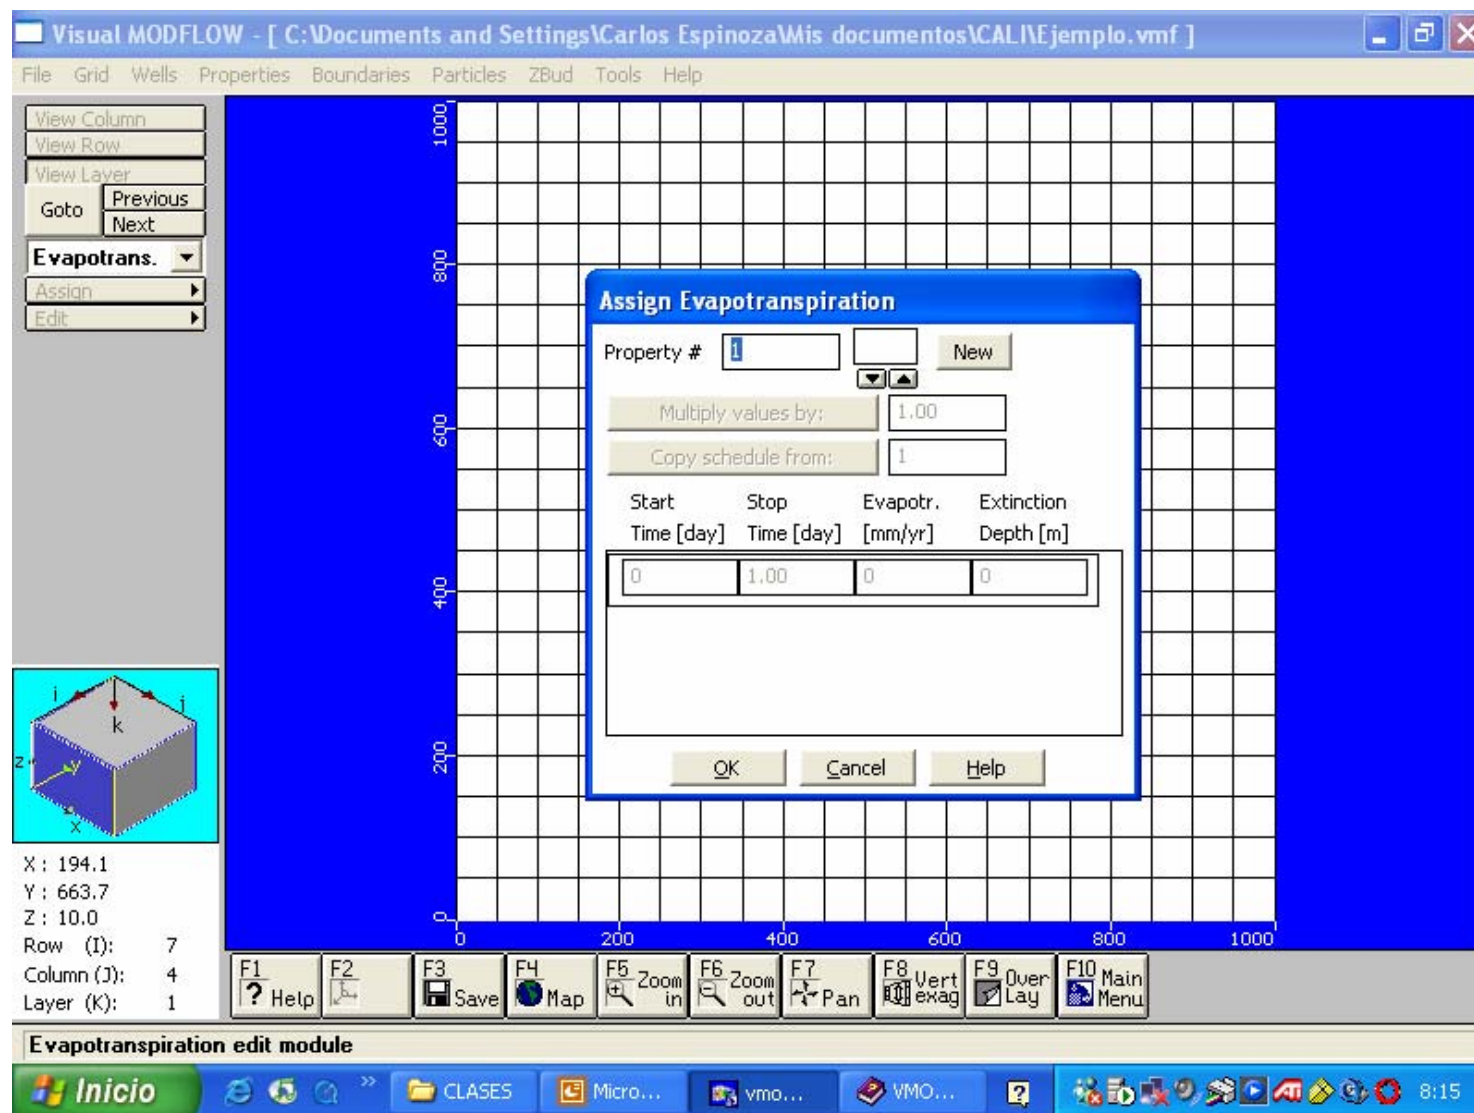 Visual MODFLOW - [ C:\Documents and Settings\Carlos Espinoza\Mis documentos\CALI\Ejemplo.vmf ]
File Grid Wells Properties Boundaries Particles ZBud Tools Help
View Column
View Row
View Layer
Goto Previous
Next
Evapotrans.
Assign
Edit
1000
800
600
400
200
0
0 200 400 600 800 1000
Assign Evapotranspiration
Property # 1 New
Multiply values by: 1.00
Copy schedule from: 1
Start Stop Evapotr. Extinction
Time [day] Time [day] [mm/yr] Depth [m]
0 1.00 0 0
OK Cancel Help
i j
k
z
y
x
X : 194.1
Y : 663.7
Z : 10.0
Row (I): 7
Column (J): 4
Layer (K): 1
F1 ? Help
F2
F3 Save
F4 Map
F5 Zoom in
F6 Zoom out
F7 Pan
F8 Vert exag
F9 Over Lay
F10 Main Menu
Evapotranspiration edit module
Inicio » CLASES Micro... vmo... VMO... ? 8:15